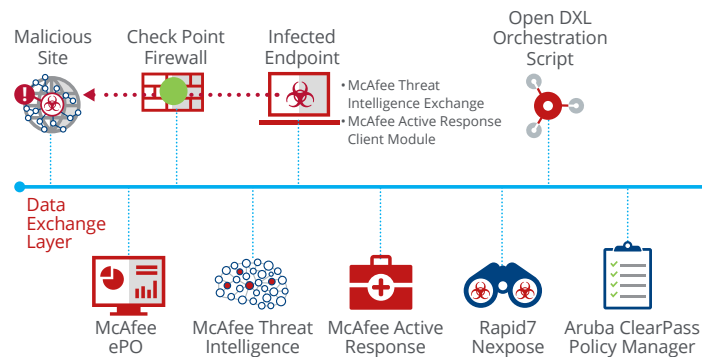 Malicious
Site
Check Point
Firewall
Infected
Endpoint
• McAfee Threat
Intelligence Exchange
• McAfee Active Response
Client Module
Open DXL
Orchestration
Script
Data
Exchange
Layer
McAfee
ePO
McAfee Threat
Intelligence
McAfee Active
Response
Rapid7
Nexpose
Aruba ClearPass
Policy Manager